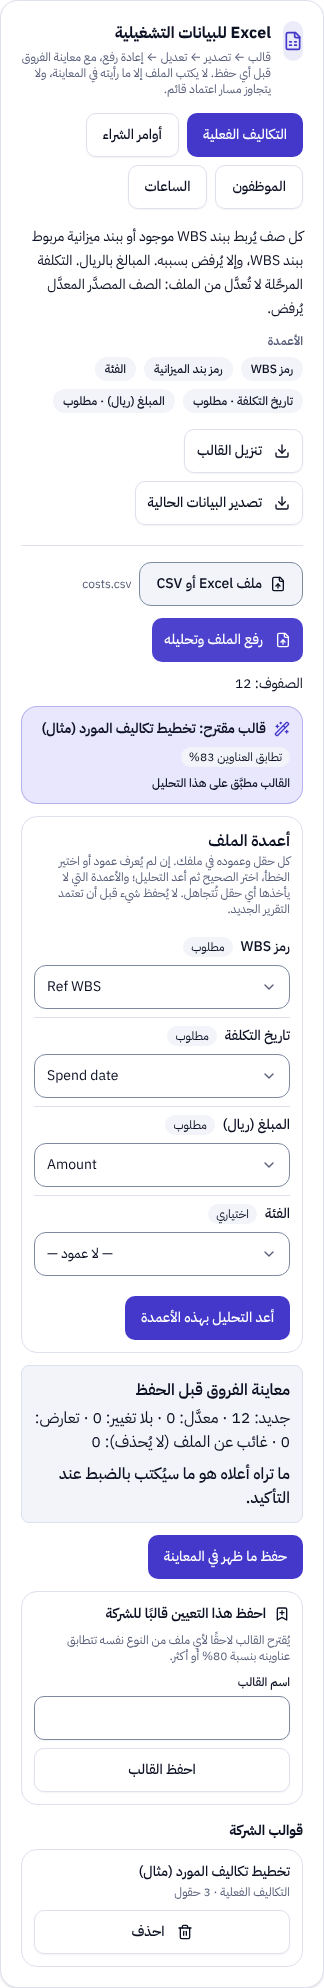 Excel للبيانات التشغيلية
قالب ← تصدير ← تعديل ← إعادة رفع، مع معاينة الفروق
قبل أي حفظ. لا يكتب الملف إلا ما رأيته في المعاينة، ولا
يتجاوز مسار اعتماد قائم.
التكاليف الفعلية
أوامر الشراء
الموظفون
الساعات
كل صف يُربط ببند WBS موجود أو ببند ميزانية مربوط
ببند WBS، وإلا يُرفض بسببه. المبالغ بالريال. التكلفة
المرحَّلة لا تُعدَّل من الملف: الصف المصدَّر المعدَّل
يُرفض.
الأعمدة
رمز WBS
رمز بند الميزانية
الفئة
تاريخ التكلفة · مطلوب
المبلغ (ريال) · مطلوب
تنزيل القالب
تصدير البيانات الحالية
ملف Excel أو CSV
costs.csv
رفع الملف وتحليله
الصفوف: 12
قالب مقترح: تخطيط تكاليف المورد (مثال)
تطابق العناوين 83%
القالب مطبَّق على هذا التحليل
أعمدة الملف
كل حقل وعموده في ملفك. إن لم يُعرف عمود أو اختير
الخطأ، اختر الصحيح ثم أعد التحليل؛ والأعمدة التي لا
يأخذها أي حقل تُتجاهل. لا يُحفظ شيء قبل أن تعتمد
التقرير الجديد.
رمز WBS مطلوب
Ref WBS
تاريخ التكلفة مطلوب
Spend date
المبلغ (ريال) مطلوب
Amount
الفئة اختياري
— لا عمود —
أعد التحليل بهذه الأعمدة
معاينة الفروق قبل الحفظ
جديد: 12 · معدَّل: 0 · بلا تغيير: 0 · تعارض:
0 · غائب عن الملف (لا يُحذف): 0
ما تراه أعلاه هو ما سيُكتب بالضبط عند
التأكيد.
حفظ ما ظهر في المعاينة
احفظ هذا التعيين قالبًا للشركة
يُقترح القالب لاحقًا لأي ملف من النوع نفسه تتطابق
عناوينه بنسبة 80% أو أكثر.
اسم القالب
احفظ القالب
قوالب الشركة
تخطيط تكاليف المورد (مثال)
التكاليف الفعلية · 3 حقول
احذف